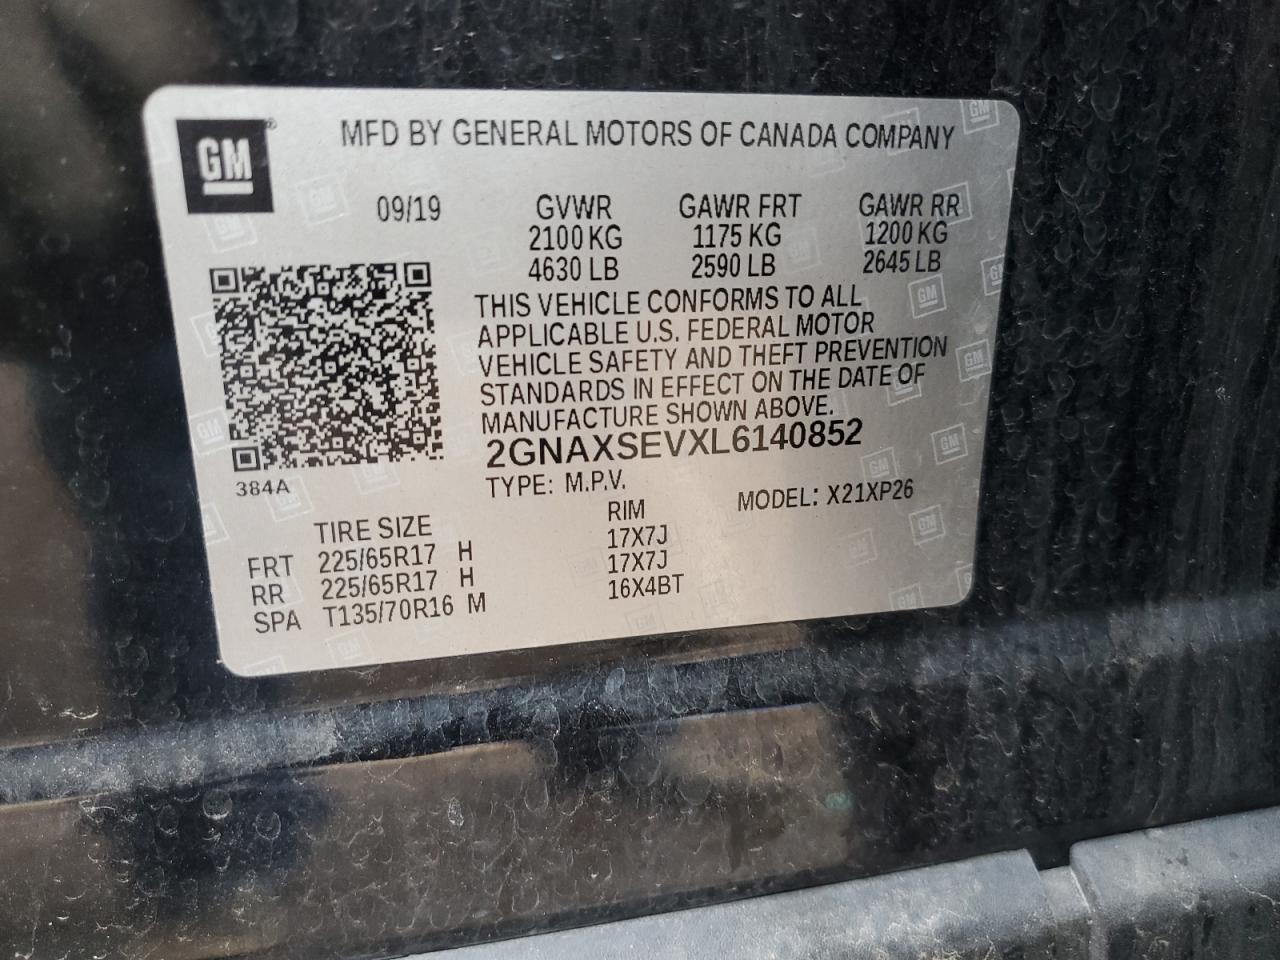 GM®
MFD BY GENERAL MOTORS OF CANADA COMPANY
09/19 GVWR GAWR FRT GAWR RR
2100 KG 1175 KG 1200 KG
4630 LB 2590 LB 2645 LB
THIS VEHICLE CONFORMS TO ALL
APPLICABLE U.S. FEDERAL MOTOR
VEHICLE SAFETY AND THEFT PREVENTION
STANDARDS IN EFFECT ON THE DATE OF
MANUFACTURE SHOWN ABOVE.
2GNAXSEVXL6140852
384A
TYPE: M.P.V. MODEL: X21XP26
TIRE SIZE RIM
FRT 225/65R17 H 17X7J
RR 225/65R17 H 17X7J
SPA T135/70R16 M 16X4BT